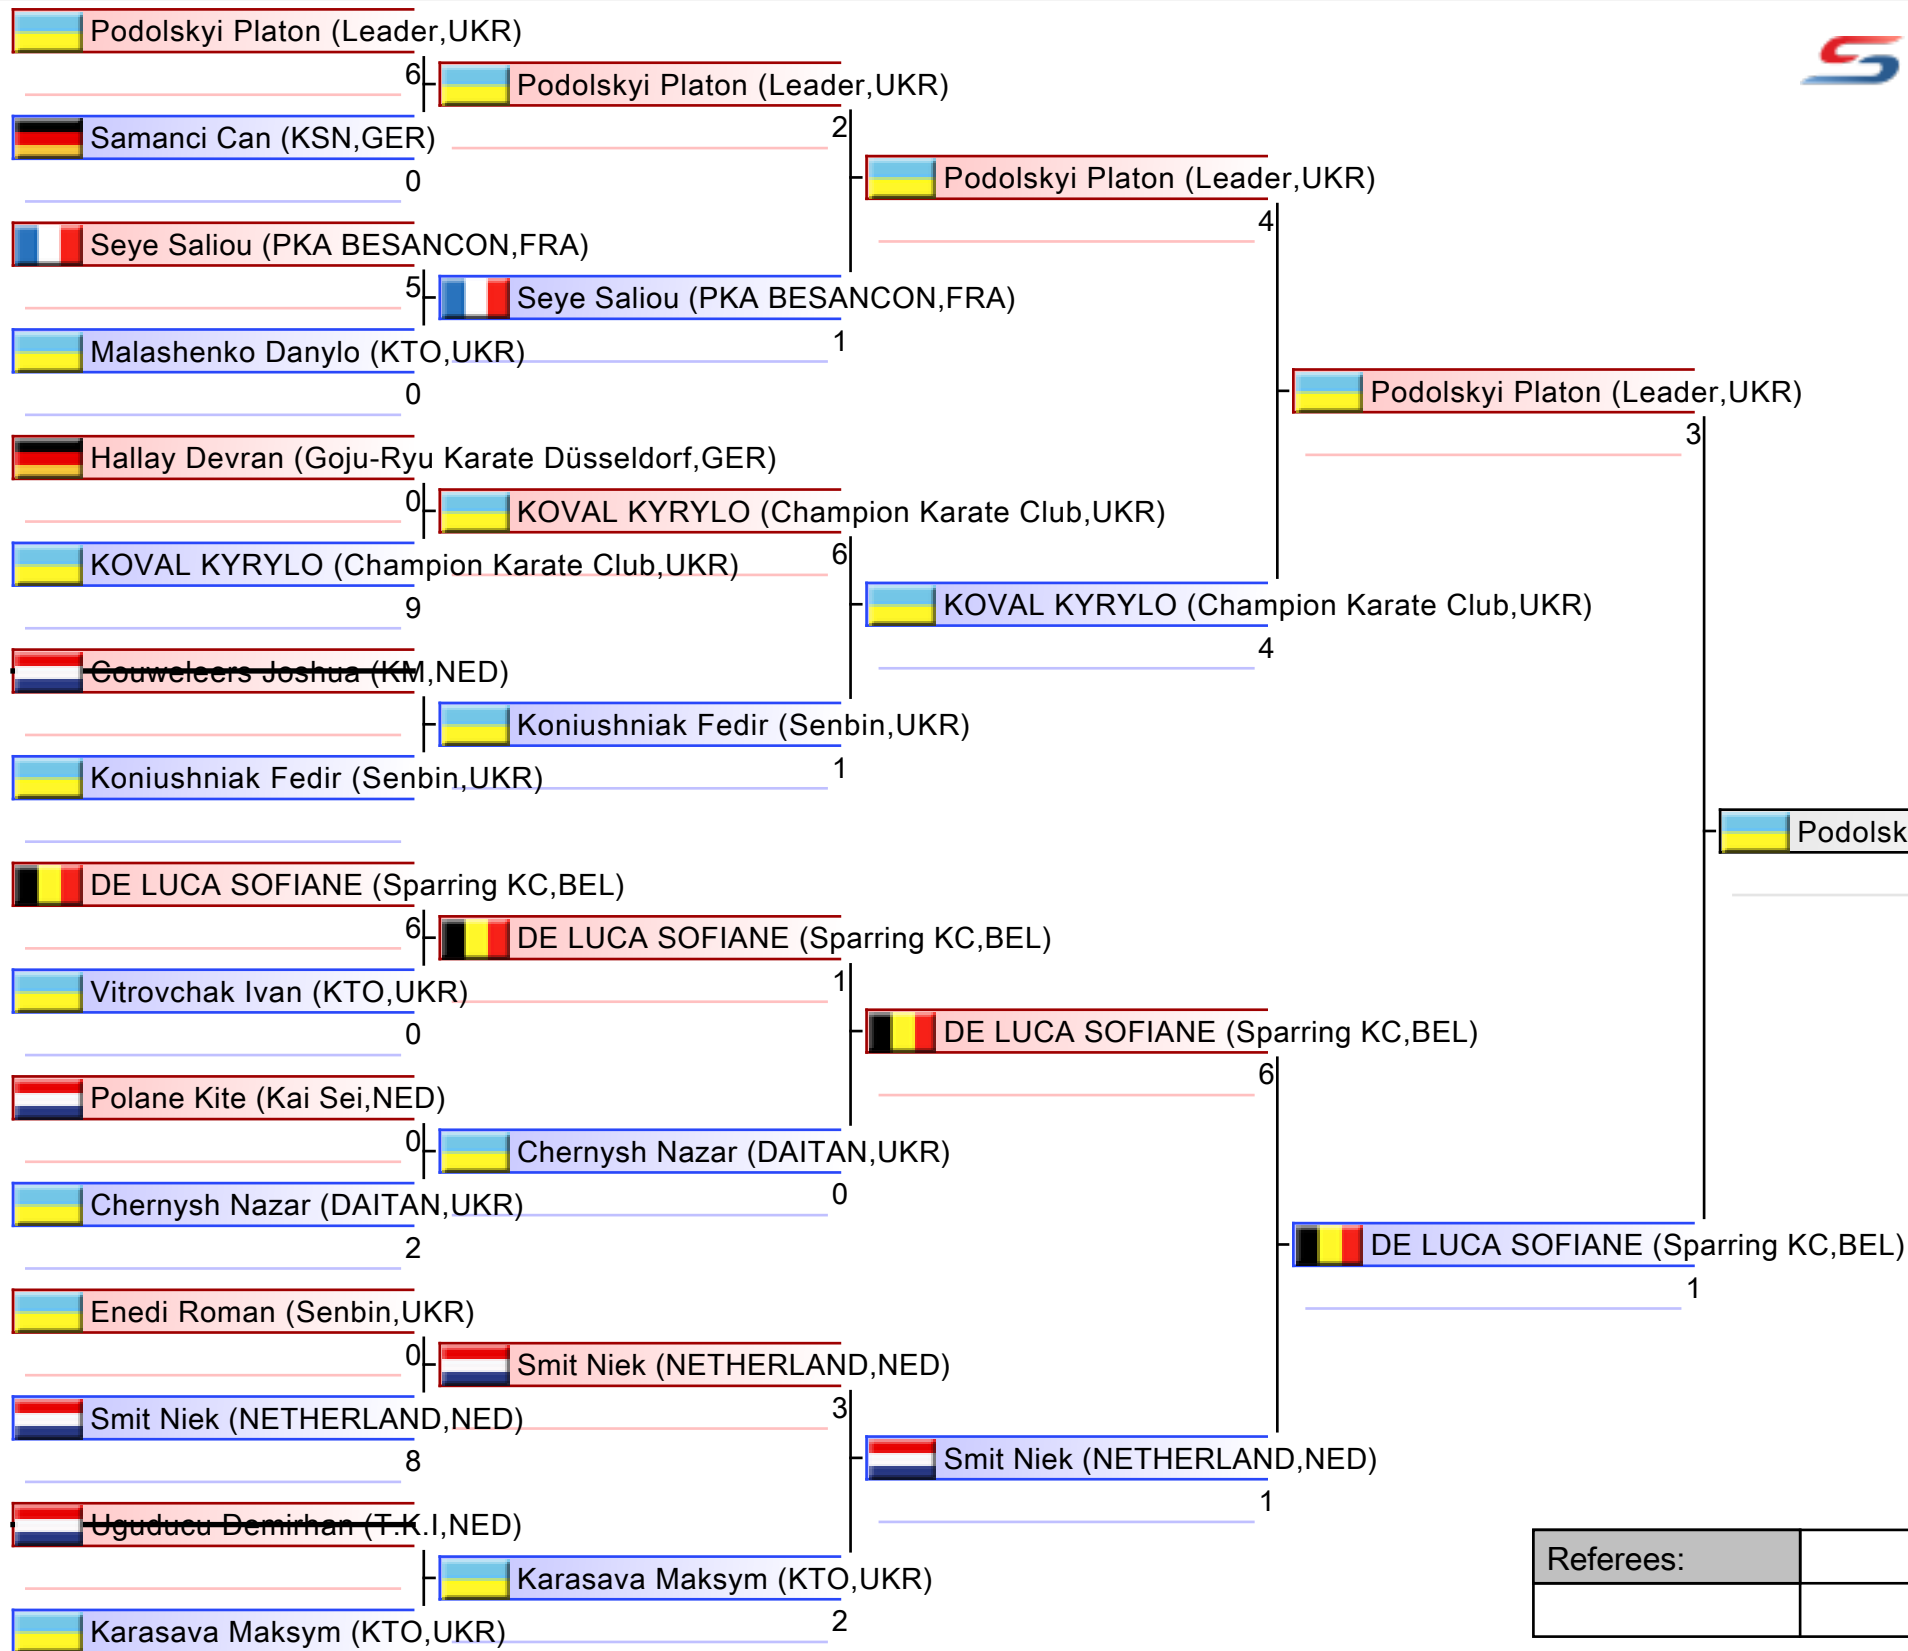 Podolskyi Platon (Leader,UKR)
6
Podolskyi Platon (Leader,UKR)
2
Samanci Can (KSN,GER)
0
Podolskyi Platon (Leader,UKR)
4
Seye Saliou (PKA BESANCON,FRA)
5
Seye Saliou (PKA BESANCON,FRA)
1
Malashenko Danylo (KTO,UKR)
0
Podolskyi Platon (Leader,UKR)
3
Hallay Devran (Goju-Ryu Karate Düsseldorf,GER)
0
KOVAL KYRYLO (Champion Karate Club,UKR)
6
KOVAL KYRYLO (Champion Karate Club,UKR)
9
KOVAL KYRYLO (Champion Karate Club,UKR)
4
Couweleers Joshua (KM,NED)
Koniushniak Fedir (Senbin,UKR)
1
Koniushniak Fedir (Senbin,UKR)
Podolsk
DE LUCA SOFIANE (Sparring KC,BEL)
6
DE LUCA SOFIANE (Sparring KC,BEL)
1
Vitrovchak Ivan (KTO,UKR)
0
DE LUCA SOFIANE (Sparring KC,BEL)
6
Polane Kite (Kai Sei,NED)
0
Chernysh Nazar (DAITAN,UKR)
0
Chernysh Nazar (DAITAN,UKR)
2
DE LUCA SOFIANE (Sparring KC,BEL)
1
Enedi Roman (Senbin,UKR)
0
Smit Niek (NETHERLAND,NED)
3
Smit Niek (NETHERLAND,NED)
8
Smit Niek (NETHERLAND,NED)
1
Uguducu Demirhan (T.K.I,NED)
Karasava Maksym (KTO,UKR)
2
Karasava Maksym (KTO,UKR)
Referees: